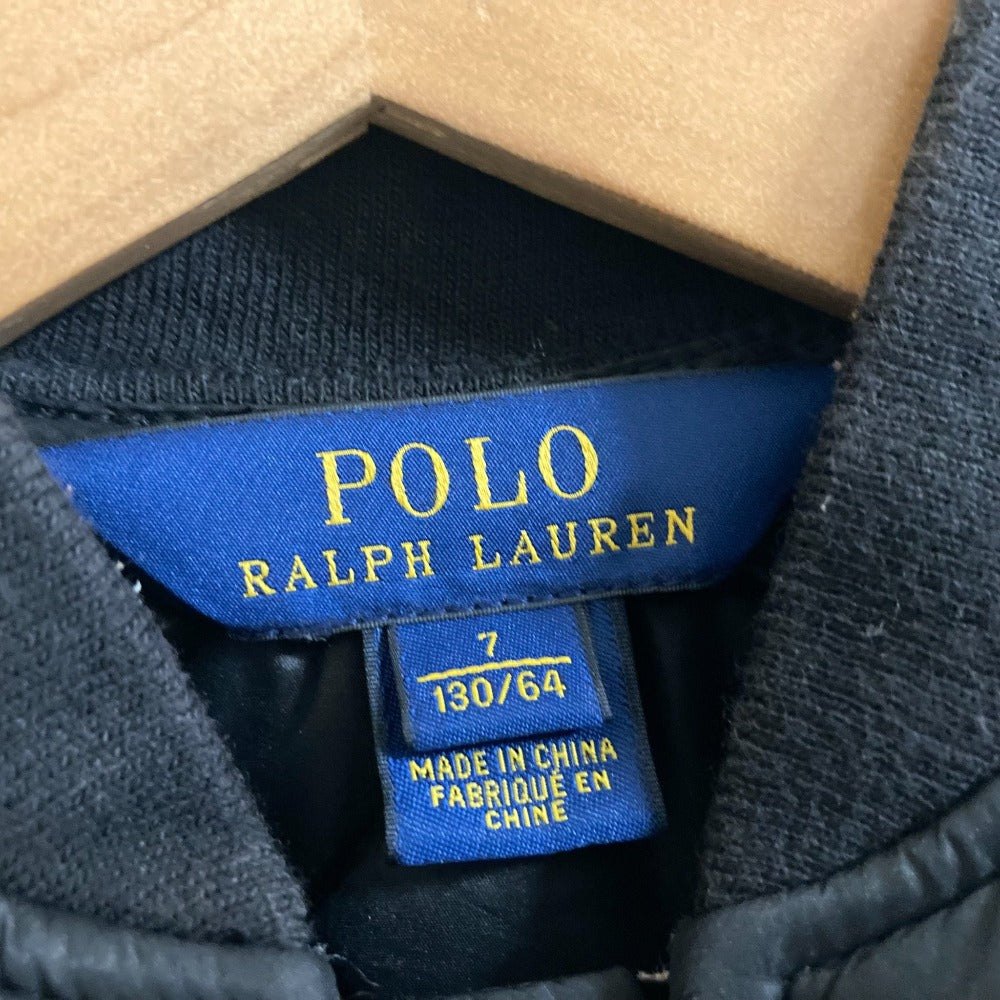 POLO
RALPH LAUREN
7
130/64
MADE IN CHINA
FABRIQUÉ EN
CHINE